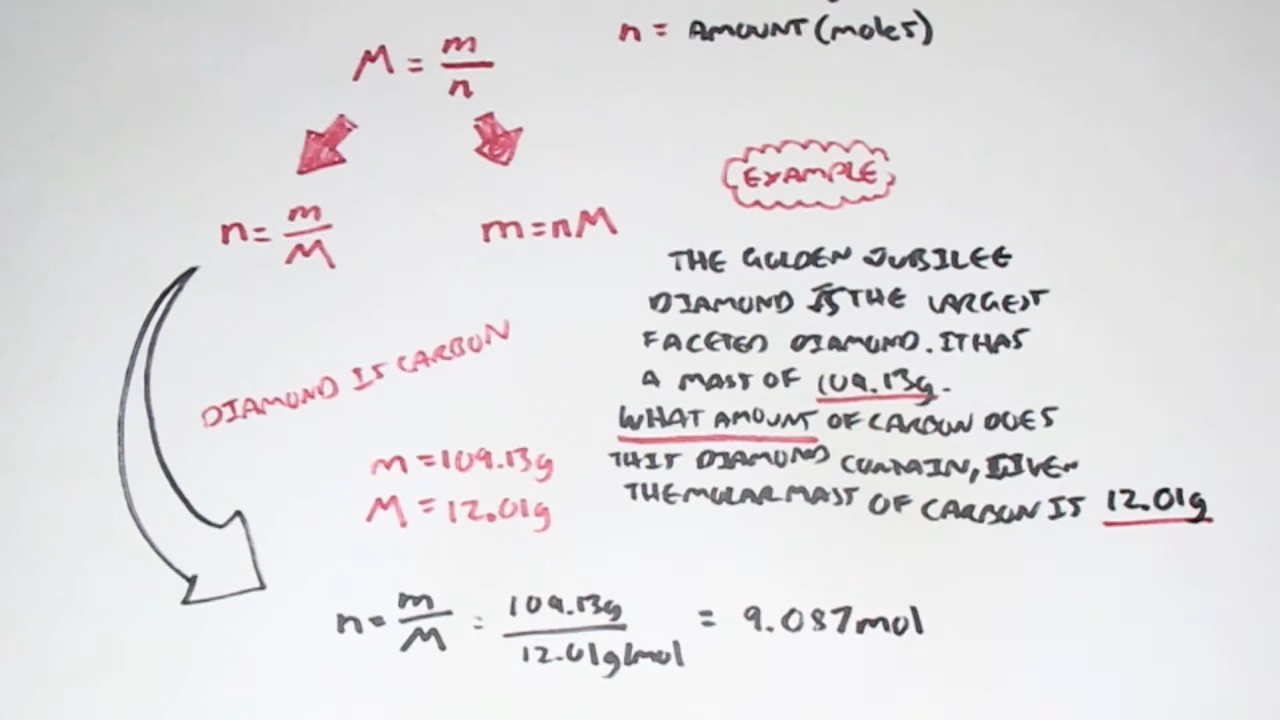 n = AMOUNT (moles)
M = m/n
EXAMPLE
n = m/M
m = nM
THE GOLDEN JUBILEE
DIAMOND IS THE LARGEST
FACETED DIAMOND. IT HAS
A MASS OF 109.13g.
WHAT AMOUNT OF CARBON DOES
THIS DIAMOND CONTAIN, GIVEN
THE MOLAR MASS OF CARBON IS 12.01g
DIAMOND IS CARBON
m = 109.13g
M = 12.01g
n = m/M = 109.13g/12.01g/mol = 9.087mol